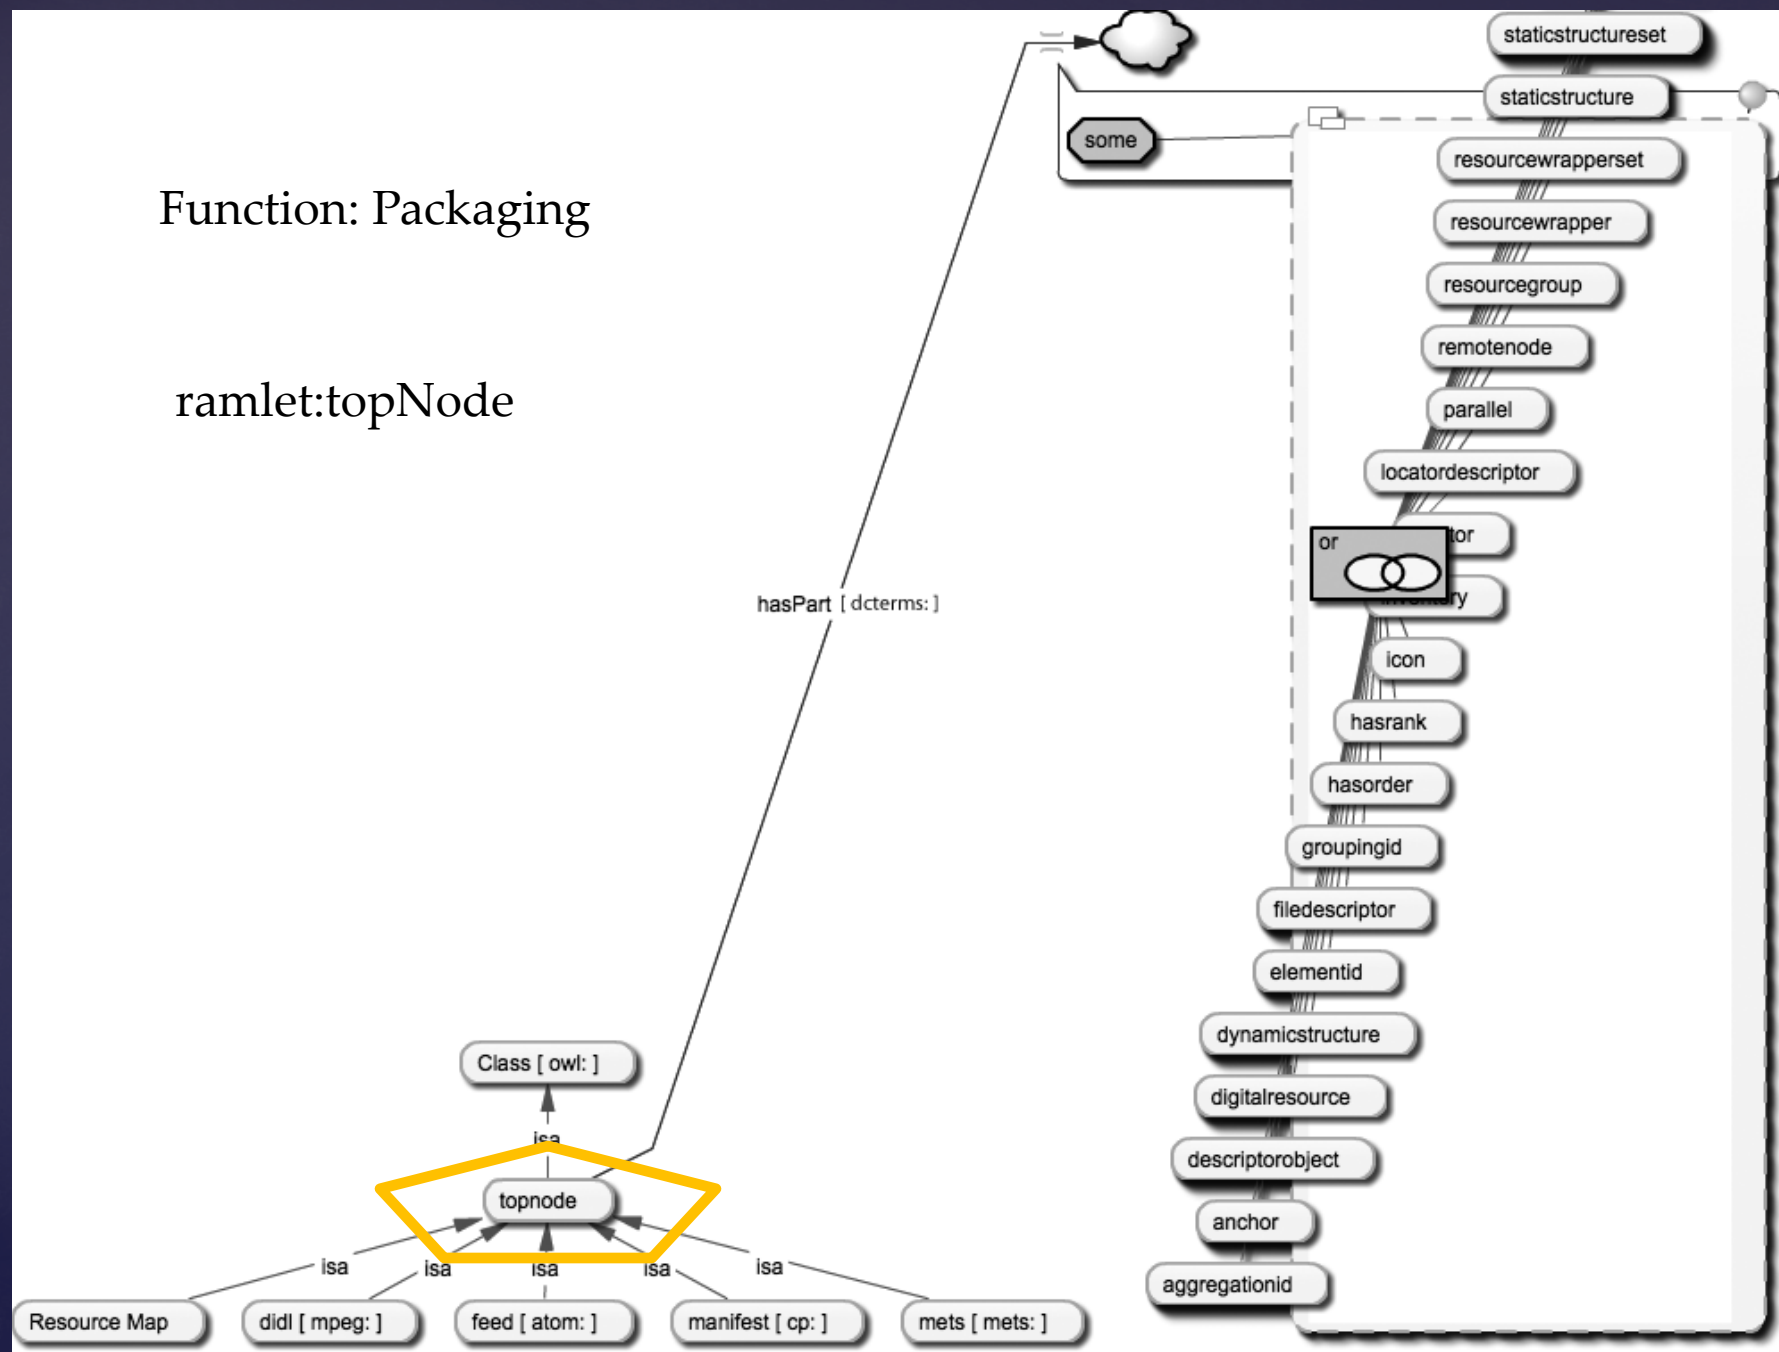 staticstructureset
staticstructure
some
resourcewrapperset
Function: Packaging
resourcewrapper
resourcegroup
remotenode
ramlet:topNode
parallel
locatordescriptor
or
hasPart [ dcterms: ]
icon
hasrank
hasorder
groupingid
filedescriptor
elementid
dynamicstructure
Class [ owl: ]
digitalresource
isa
descriptorobject
topnode
anchor
isa
isa
isa
isa
isa
aggregationid
Resource Map
didl [ mpeg: ]
feed [ atom: ]
manifest [ cp: ]
mets [ mets: ]